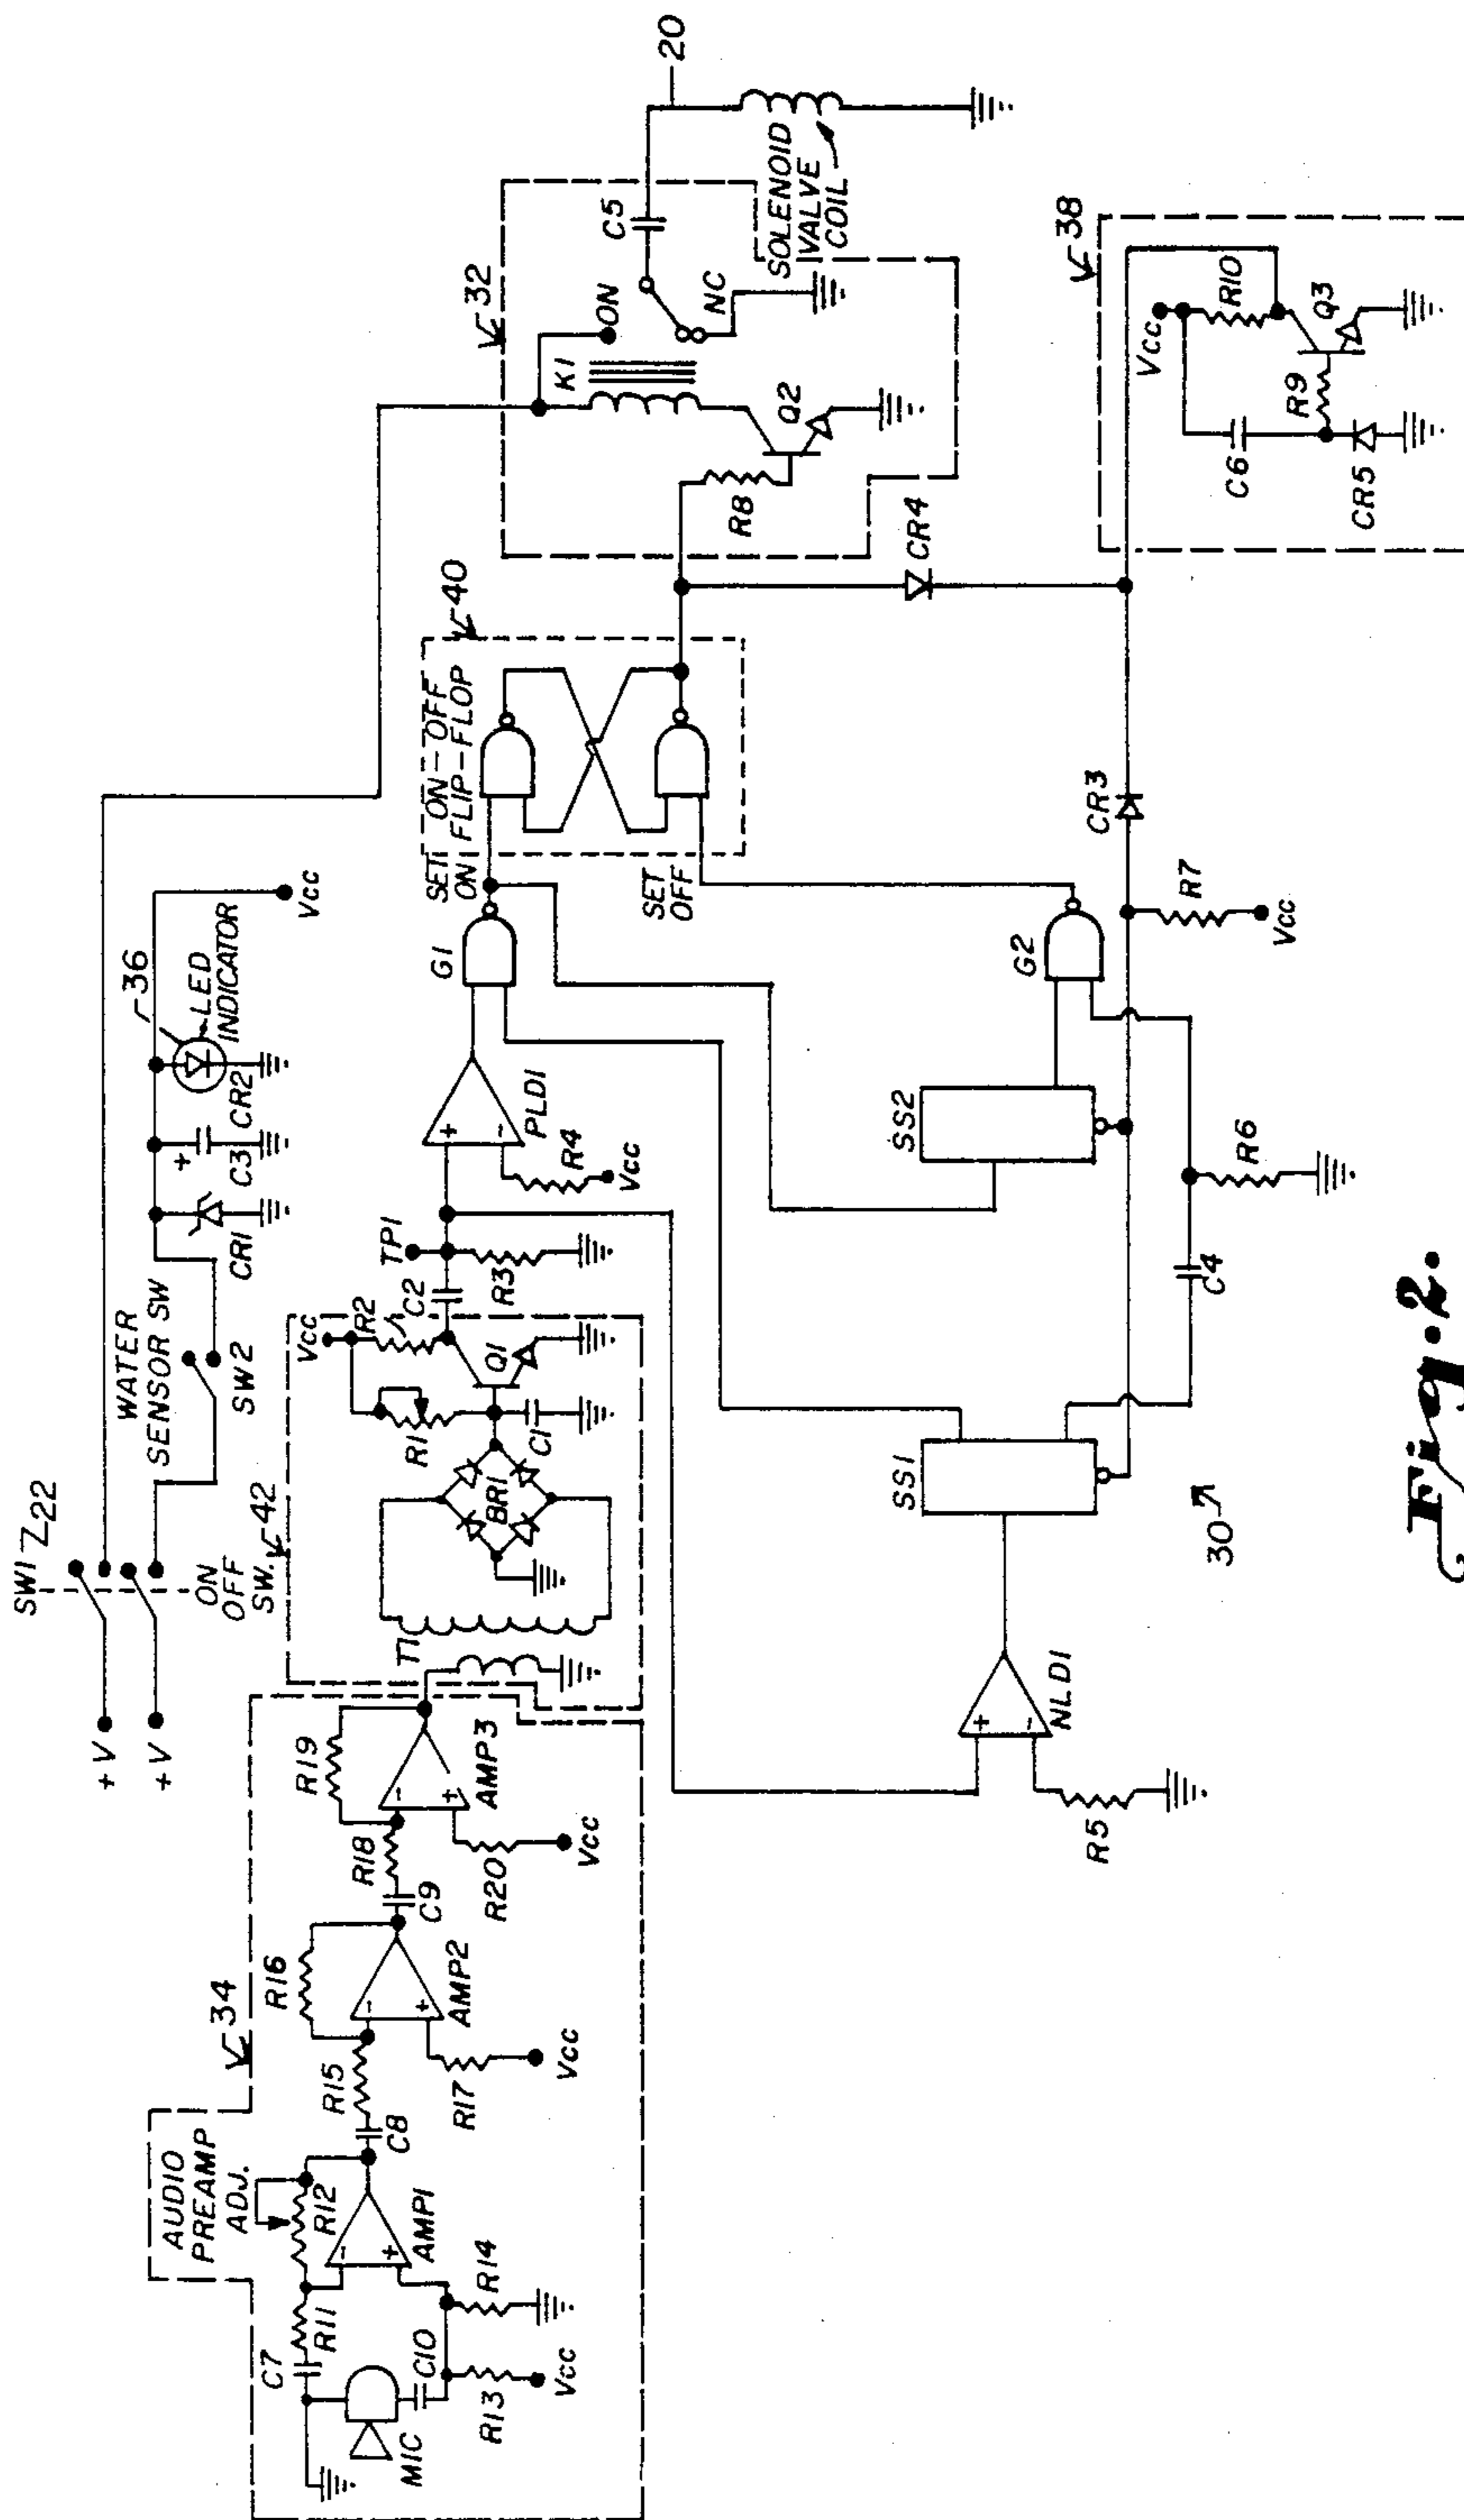 SW1
22
+V
+V
ON
OFF
SW.
42
WATER
SENSOR SW
SW2
CR1
+
C3
CR2
LED
INDICATOR
36
Vcc
AUDIO
PREAMP
34
ADJ.
C7
R11
R12
MIC
C10
R13
Vcc
R14
-
+
AMP1
C8
R15
R16
-
+
AMP2
R17
Vcc
C9
R18
R19
-
+
AMP3
R20
Vcc
T1
BR1
R1
C1
Vcc
R2
Q1
C2
TP1
R3
+
-
PLD1
R4
Vcc
G1
SET
ON
ON-OFF
FLIP-FLOP
40
SET
OFF
32
K1
ON
NC
C5
20
R8
Q2
SOLENOID
VALVE
COIL
CR4
+
-
NLD1
R5
SS1
30
C4
R6
SS2
G2
R7
Vcc
CR3
38
Vcc
R10
C6
R9
Q3
CR5
Fig. 2.